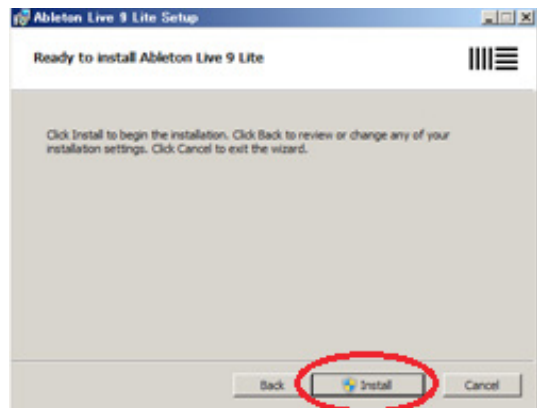 Ableton Live 9 Lite Setup
Ready to install Ableton Live 9 Lite
Click Install to begin the installation. Click Back to review or change any of your
installation settings. Click Cancel to exit the wizard.
Back Install Cancel